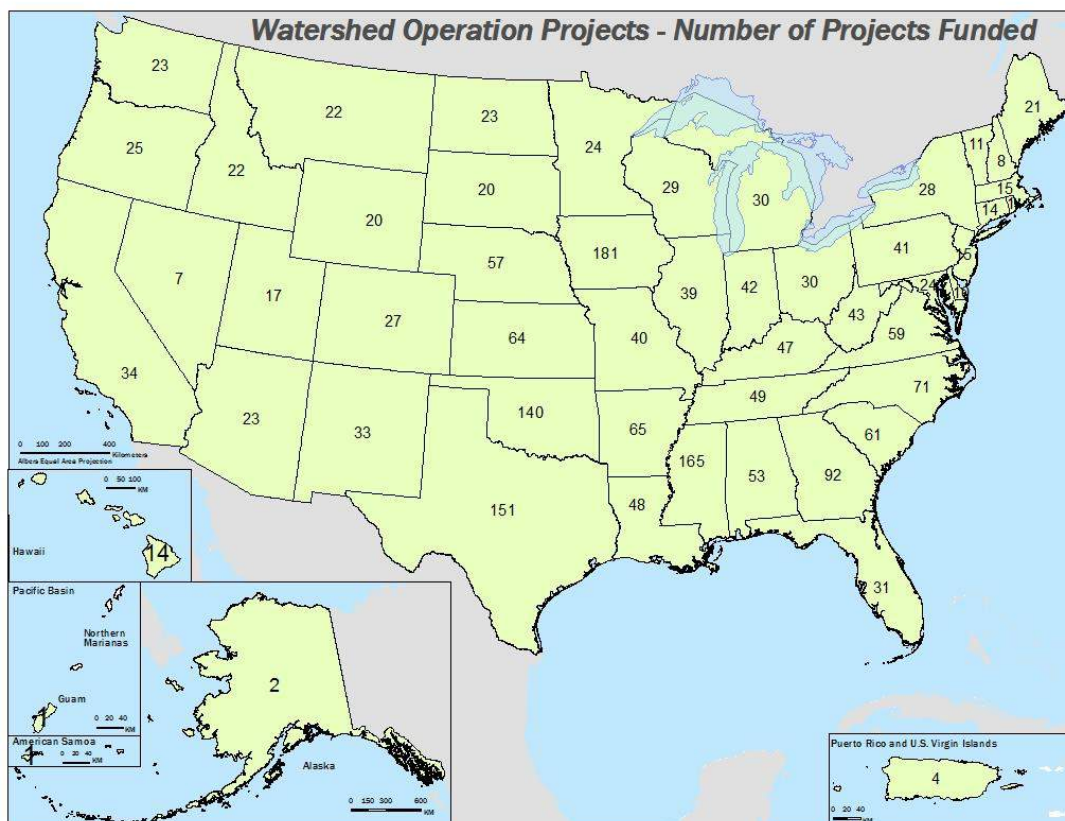 Watershed Operation Projects - Number of Projects Funded
23
22
23
24
21
11
8
25
22
20
20
29
30
28
15
14
7
17
27
57
181
39
42
30
41
24
43
59
34
64
40
47
71
23
33
140
65
49
61
151
48
165
53
92
31
0 100 200 400
Kilometers
Albers Equal Area Projection
0 50 100
KM
Hawaii
14
Pacific Basin
Northern
Marianas
Guam
0 20 40
KM
American Samoa
0 20 40
KM
2
Alaska
0 150 300 600
KM
Puerto Rico and U.S. Virgin Islands
4
0 20 40
KM